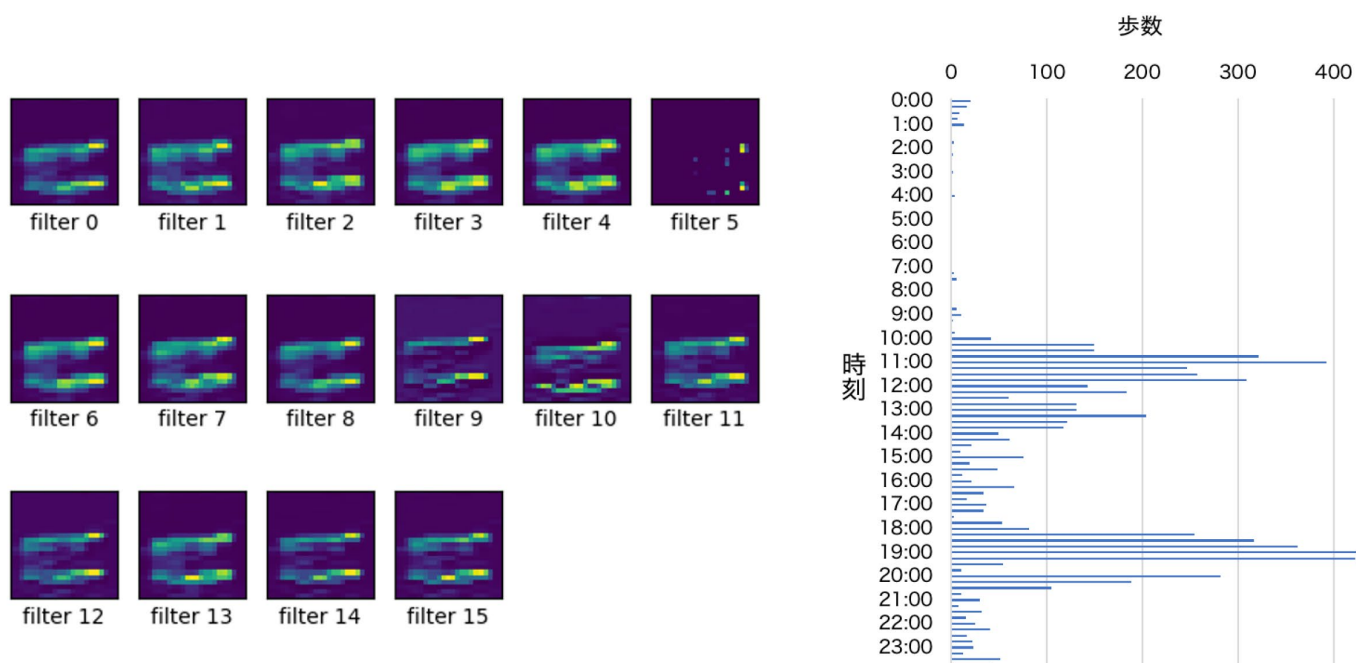 filter 0
filter 1
filter 2
filter 3
filter 4
filter 5
filter 6
filter 7
filter 8
filter 9
filter 10
filter 11
filter 12
filter 13
filter 14
filter 15
歩数
0
100
200
300
400
時刻
0:00
1:00
2:00
3:00
4:00
5:00
6:00
7:00
8:00
9:00
10:00
11:00
12:00
13:00
14:00
15:00
16:00
17:00
18:00
19:00
20:00
21:00
22:00
23:00